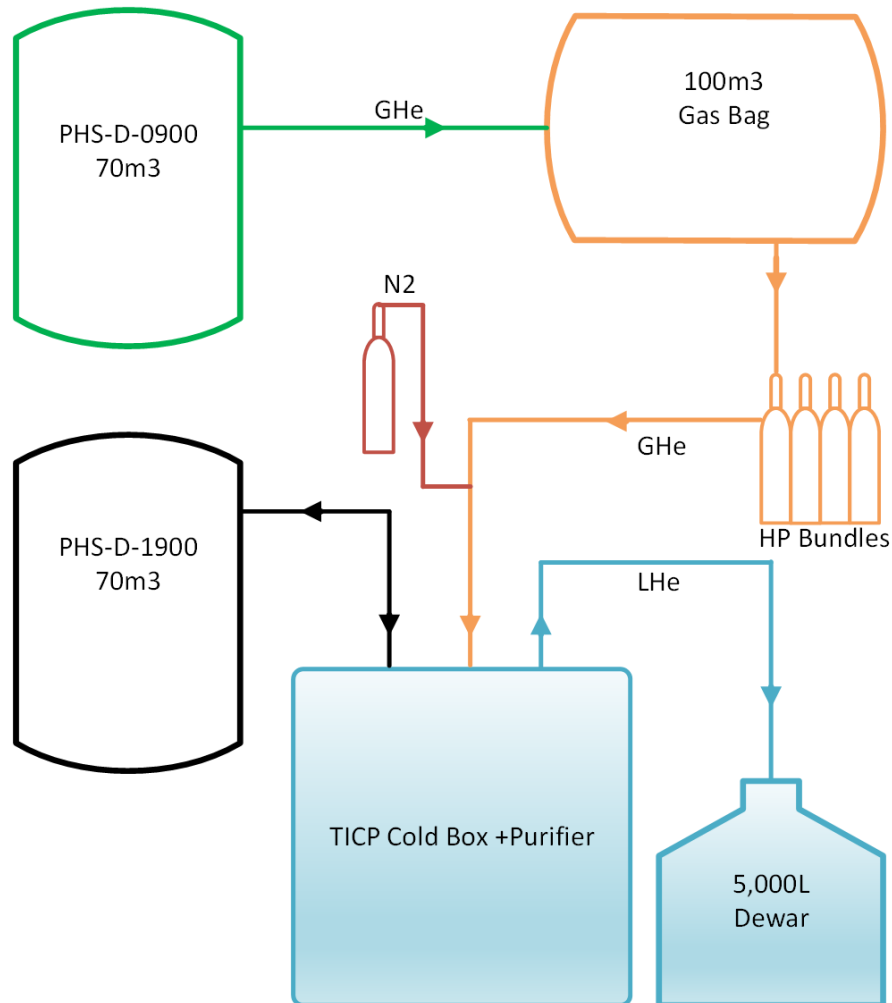 PHS-D-0900
70m3
GHe
100m3
Gas Bag
N2
GHe
HP Bundles
PHS-D-1900
70m3
LHe
TICP Cold Box +Purifier
5,000L
Dewar